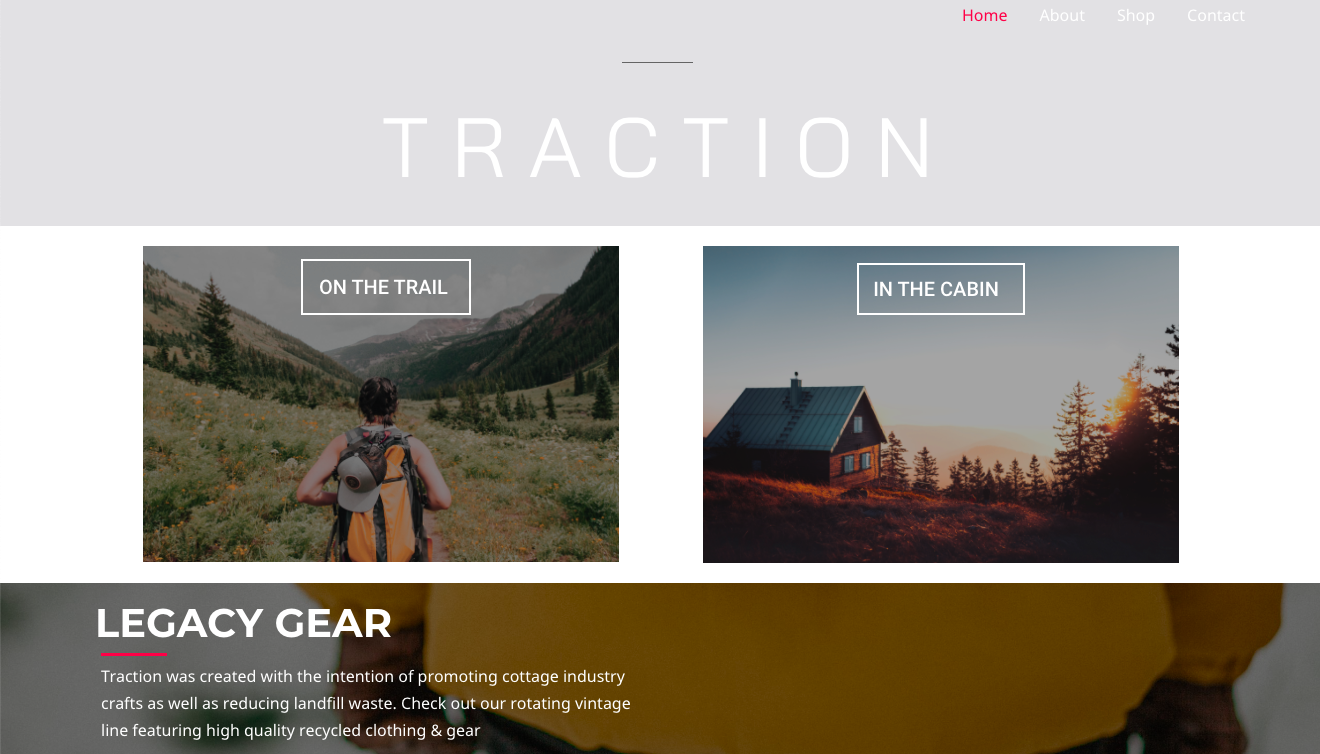 Home About Shop Contact
TRACTION
ON THE TRAIL
IN THE CABIN
LEGACY GEAR
Traction was created with the intention of promoting cottage industry
crafts as well as reducing landfill waste. Check out our rotating vintage
line featuring high quality recycled clothing & gear